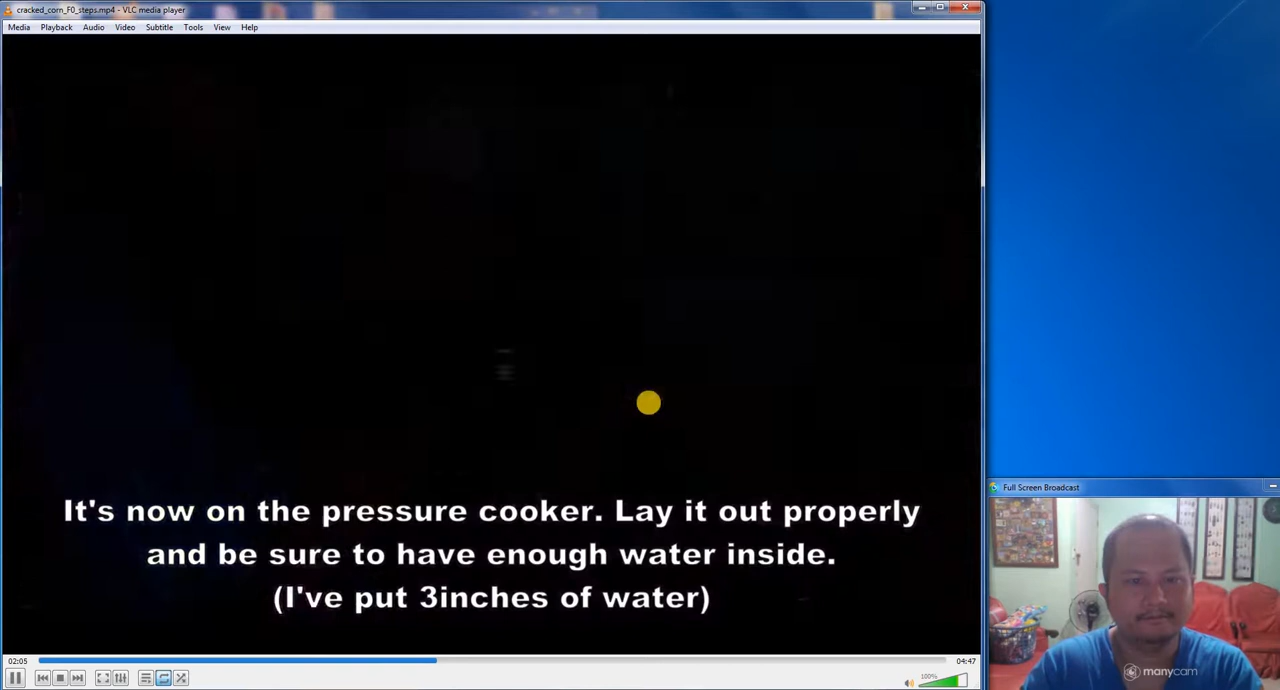 cracked_corn_F0_steps.mp4 - VLC media player
Media Playback Audio Video Subtitle Tools View Help
It's now on the pressure cooker. Lay it out properly
and be sure to have enough water inside.
(I've put 3inches of water)
02:05
04:47
100%
Full Screen Broadcast
manycam